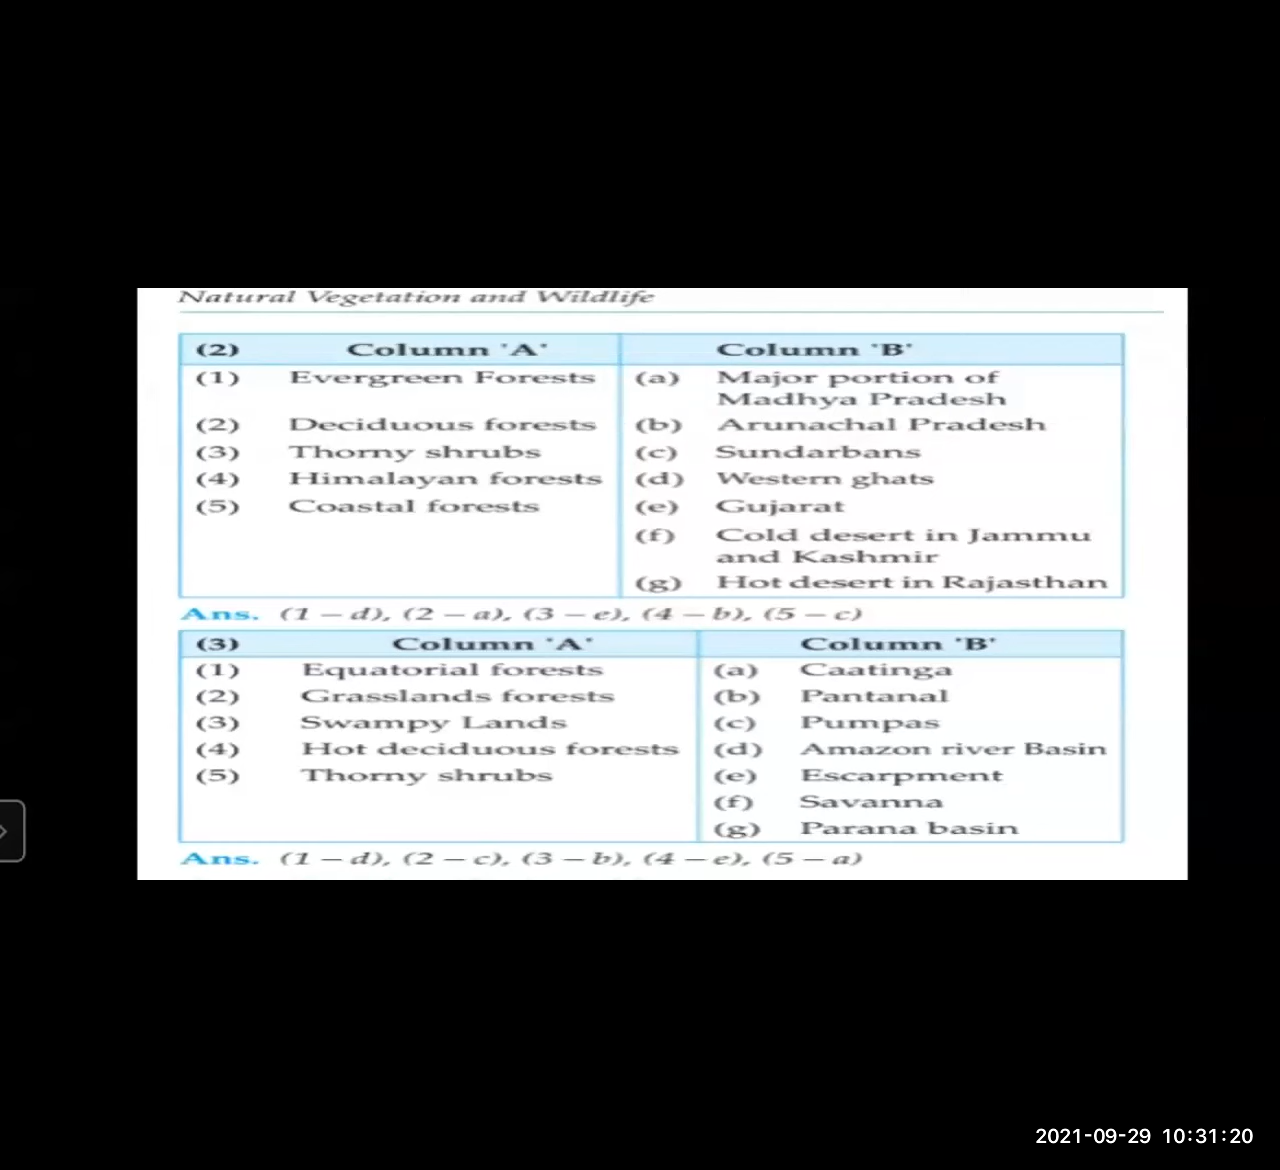 Natural Vegetation and Wildlife
(2) Column 'A' Column 'B'
(1) Evergreen Forests (a) Major portion of
Madhya Pradesh
(2) Deciduous forests (b) Arunachal Pradesh
(3) Thorny shrubs (c) Sundarbans
(4) Himalayan forests (d) Western ghats
(5) Coastal forests (e) Gujarat
(f) Cold desert in Jammu
and Kashmir
(g) Hot desert in Rajasthan
Ans. (1 – d), (2 – a), (3 – e), (4 – b), (5 – c)
(3) Column 'A' Column 'B'
(1) Equatorial forests (a) Caatinga
(2) Grasslands forests (b) Pantanal
(3) Swampy Lands (c) Pumpas
(4) Hot deciduous forests (d) Amazon river Basin
(5) Thorny shrubs (e) Escarpment
(f) Savanna
(g) Parana basin
Ans. (1 – d), (2 – c), (3 – b), (4 – e), (5 – a)
2021-09-29 10:31:20